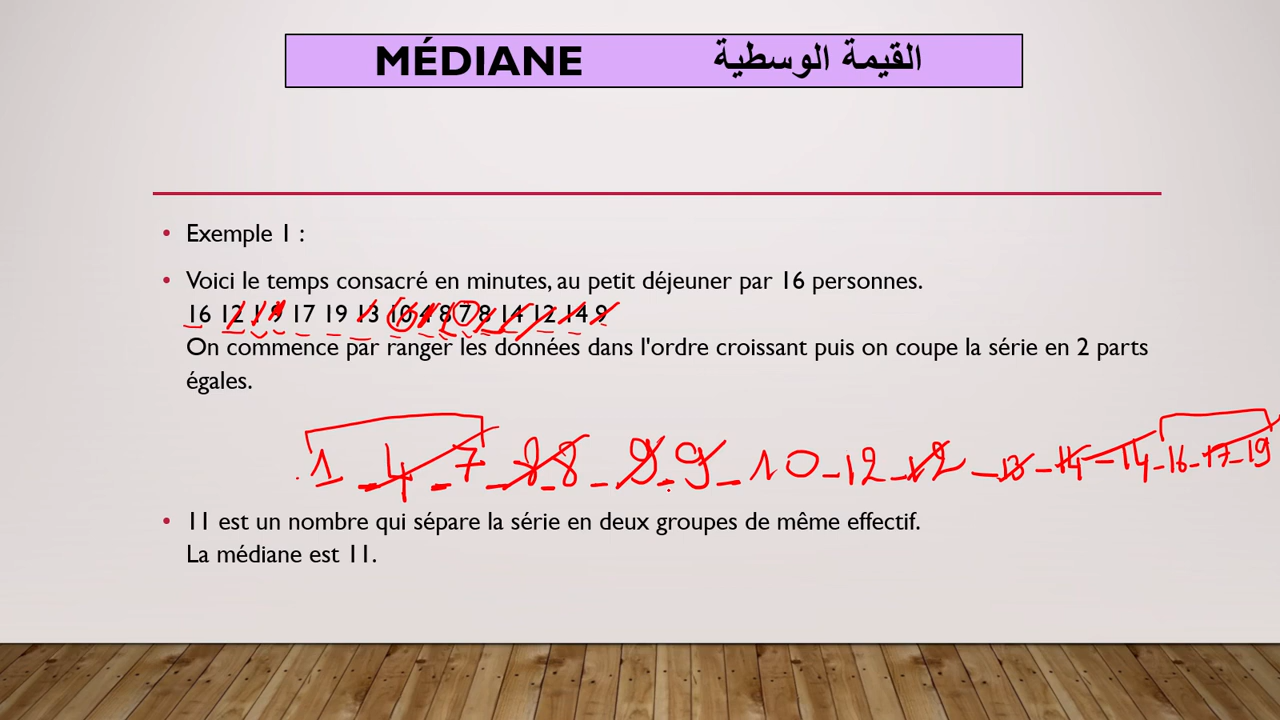 MÉDIANE القيمة الوسطية
• Exemple 1 :
• Voici le temps consacré en minutes, au petit déjeuner par 16 personnes.
16 12 1 9 17 19 13 10 4 8 7 8 14 12 14 9
On commence par ranger les données dans l'ordre croissant puis on coupe la série en 2 parts
égales.
1 - 4 - 7 - 8 - 8 - 9 - 9 - 10 - 12 - 12 - 13 - 14 - 14 - 16 - 17 - 19
• 11 est un nombre qui sépare la série en deux groupes de même effectif.
La médiane est 11.